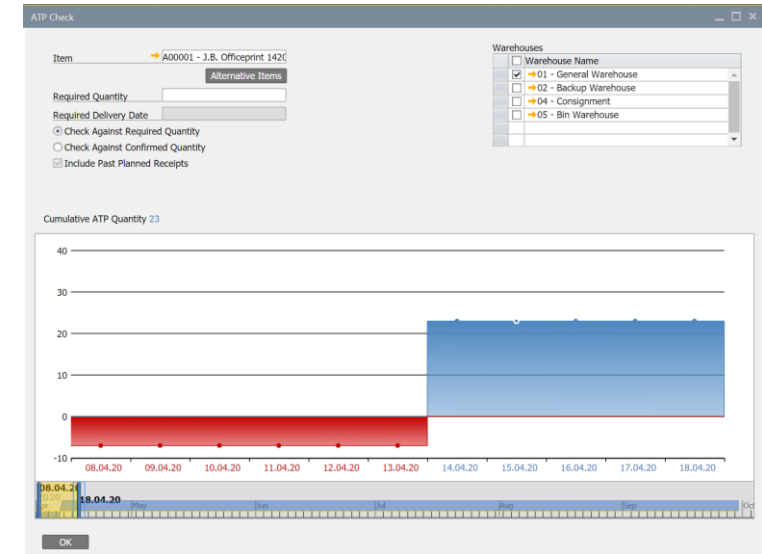 ATP Check
Item
A00001 - J.B. Officeprint 1420
Alternative Items
Required Quantity
Required Delivery Date
Check Against Required Quantity
Check Against Confirmed Quantity
Include Past Planned Receipts
Warehouses
Warehouse Name
01 - General Warehouse
02 - Backup Warehouse
04 - Consignment
05 - Bin Warehouse
Cumulative ATP Quantity 23
40
30
20
10
0
-10
08.04.20 09.04.20 10.04.20 11.04.20 12.04.20 13.04.20 14.04.20 15.04.20 16.04.20 17.04.20 18.04.20
08.04.2
18.04.20
May Jun Jul Aug Sep Oct
OK